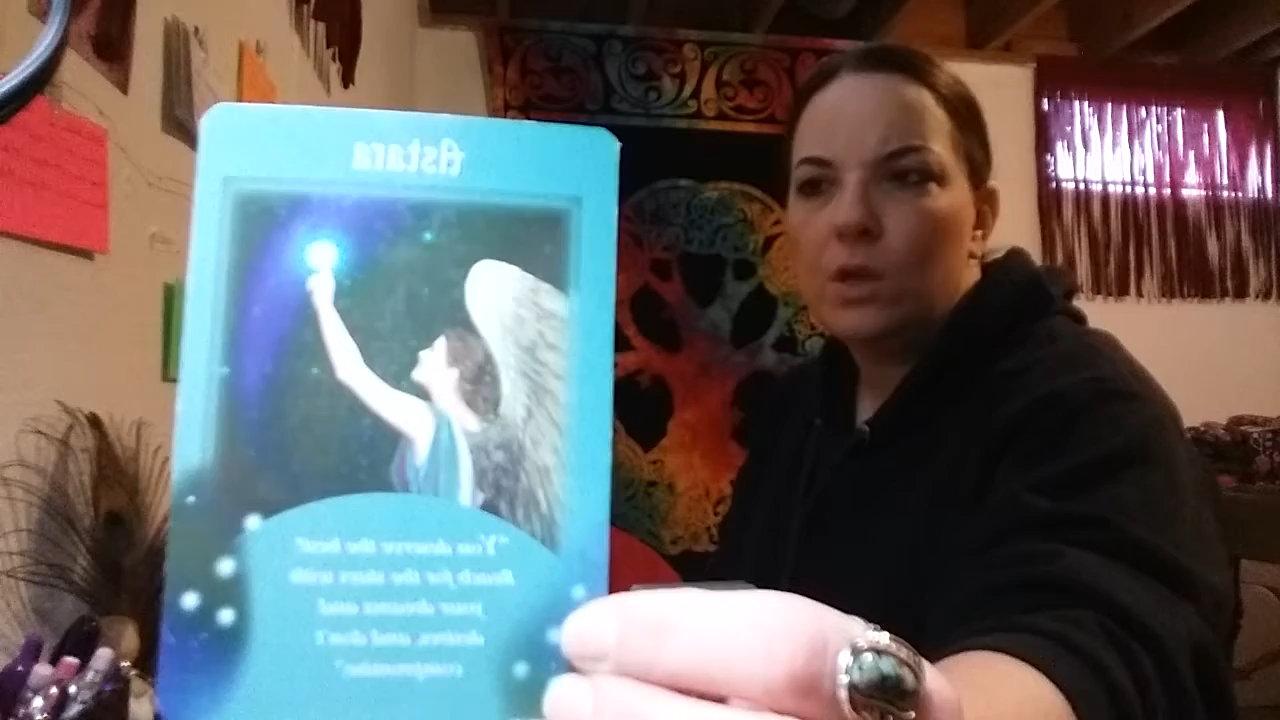 Astara
"You deserve the best!
Reach for the stars with
your dreams and
desires, and don't
compromise."